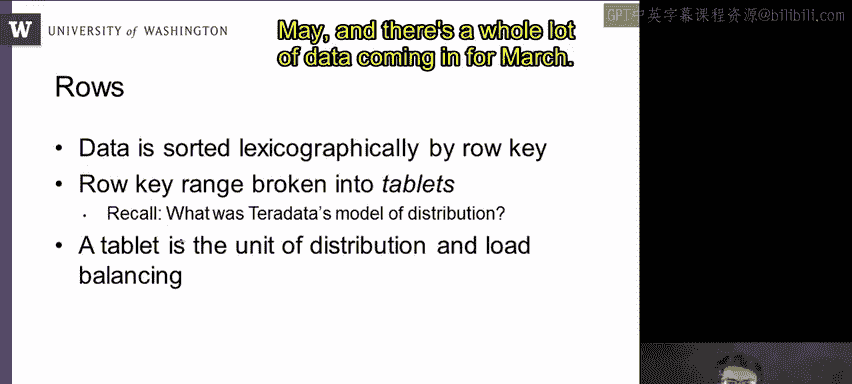 W UNIVERSITY of WASHINGTON
May, and there's a whole lot
of data coming in for March.
GPT中英字幕课程资源@bilibili.com
Rows
• Data is sorted lexicographically by row key
• Row key range broken into tablets
• Recall: What was Teradata's model of distribution?
• A tablet is the unit of distribution and load
balancing